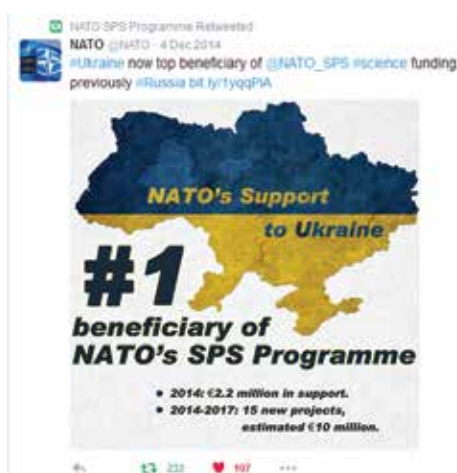 NATO SPS Programme Retweeted
NATO @NATO · 4 Dec 2014
#Ukraine now top beneficiary of @NATO_SPS #science funding
previously #Russia bit.ly/1yqqPiA
NATO's Support
to Ukraine
#1
beneficiary of
NATO's SPS Programme
• 2014: €2.2 million in support.
• 2014-2017: 15 new projects,
estimated €10 million.
232 197